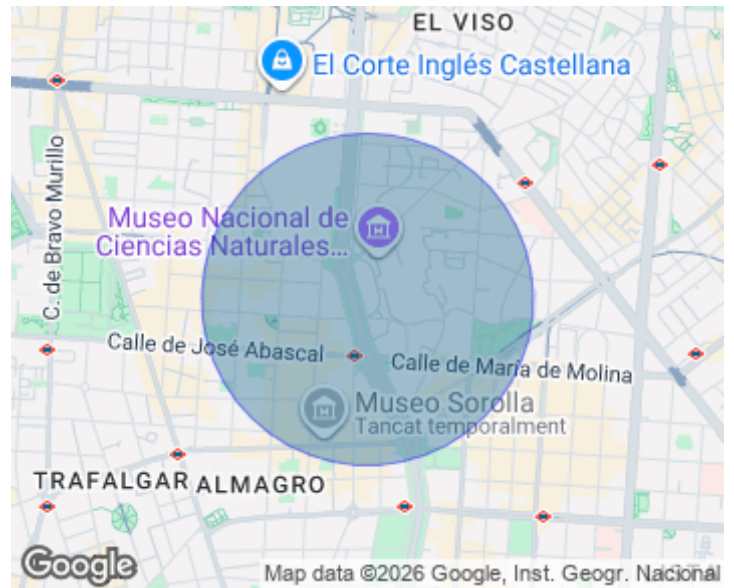 EL VISO
El Corte Inglés Castellana
C. de Bravo Murillo
Museo Nacional de
Ciencias Naturales...
Calle de José Abascal
Calle de María de Molina
Museo Sorolla
Tancat temporalment
TRAFALGAR
ALMAGRO
Google
Map data ©2026 Google, Inst. Geogr. Nacional